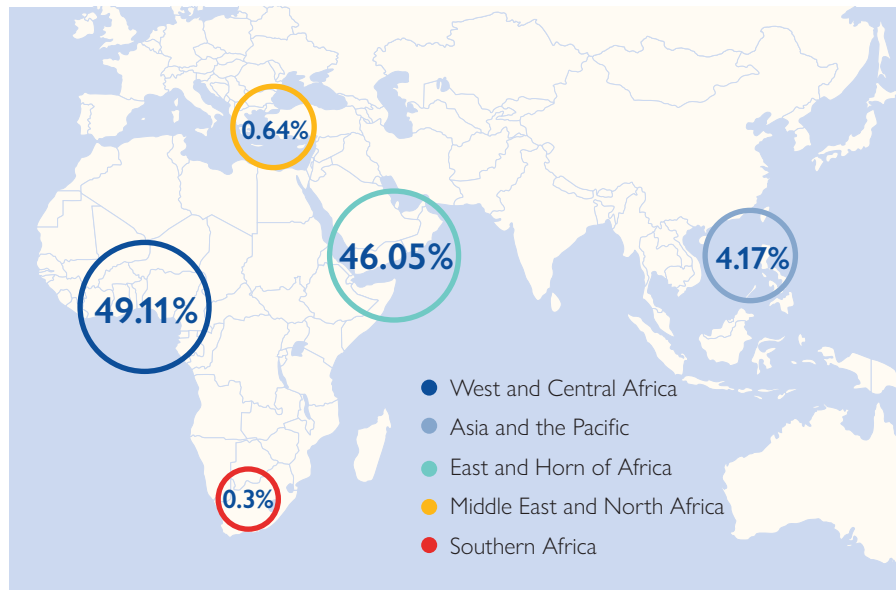 0.64%
46.05%
4.17%
49.11%
0.3%
West and Central Africa
Asia and the Pacific
East and Horn of Africa
Middle East and North Africa
Southern Africa